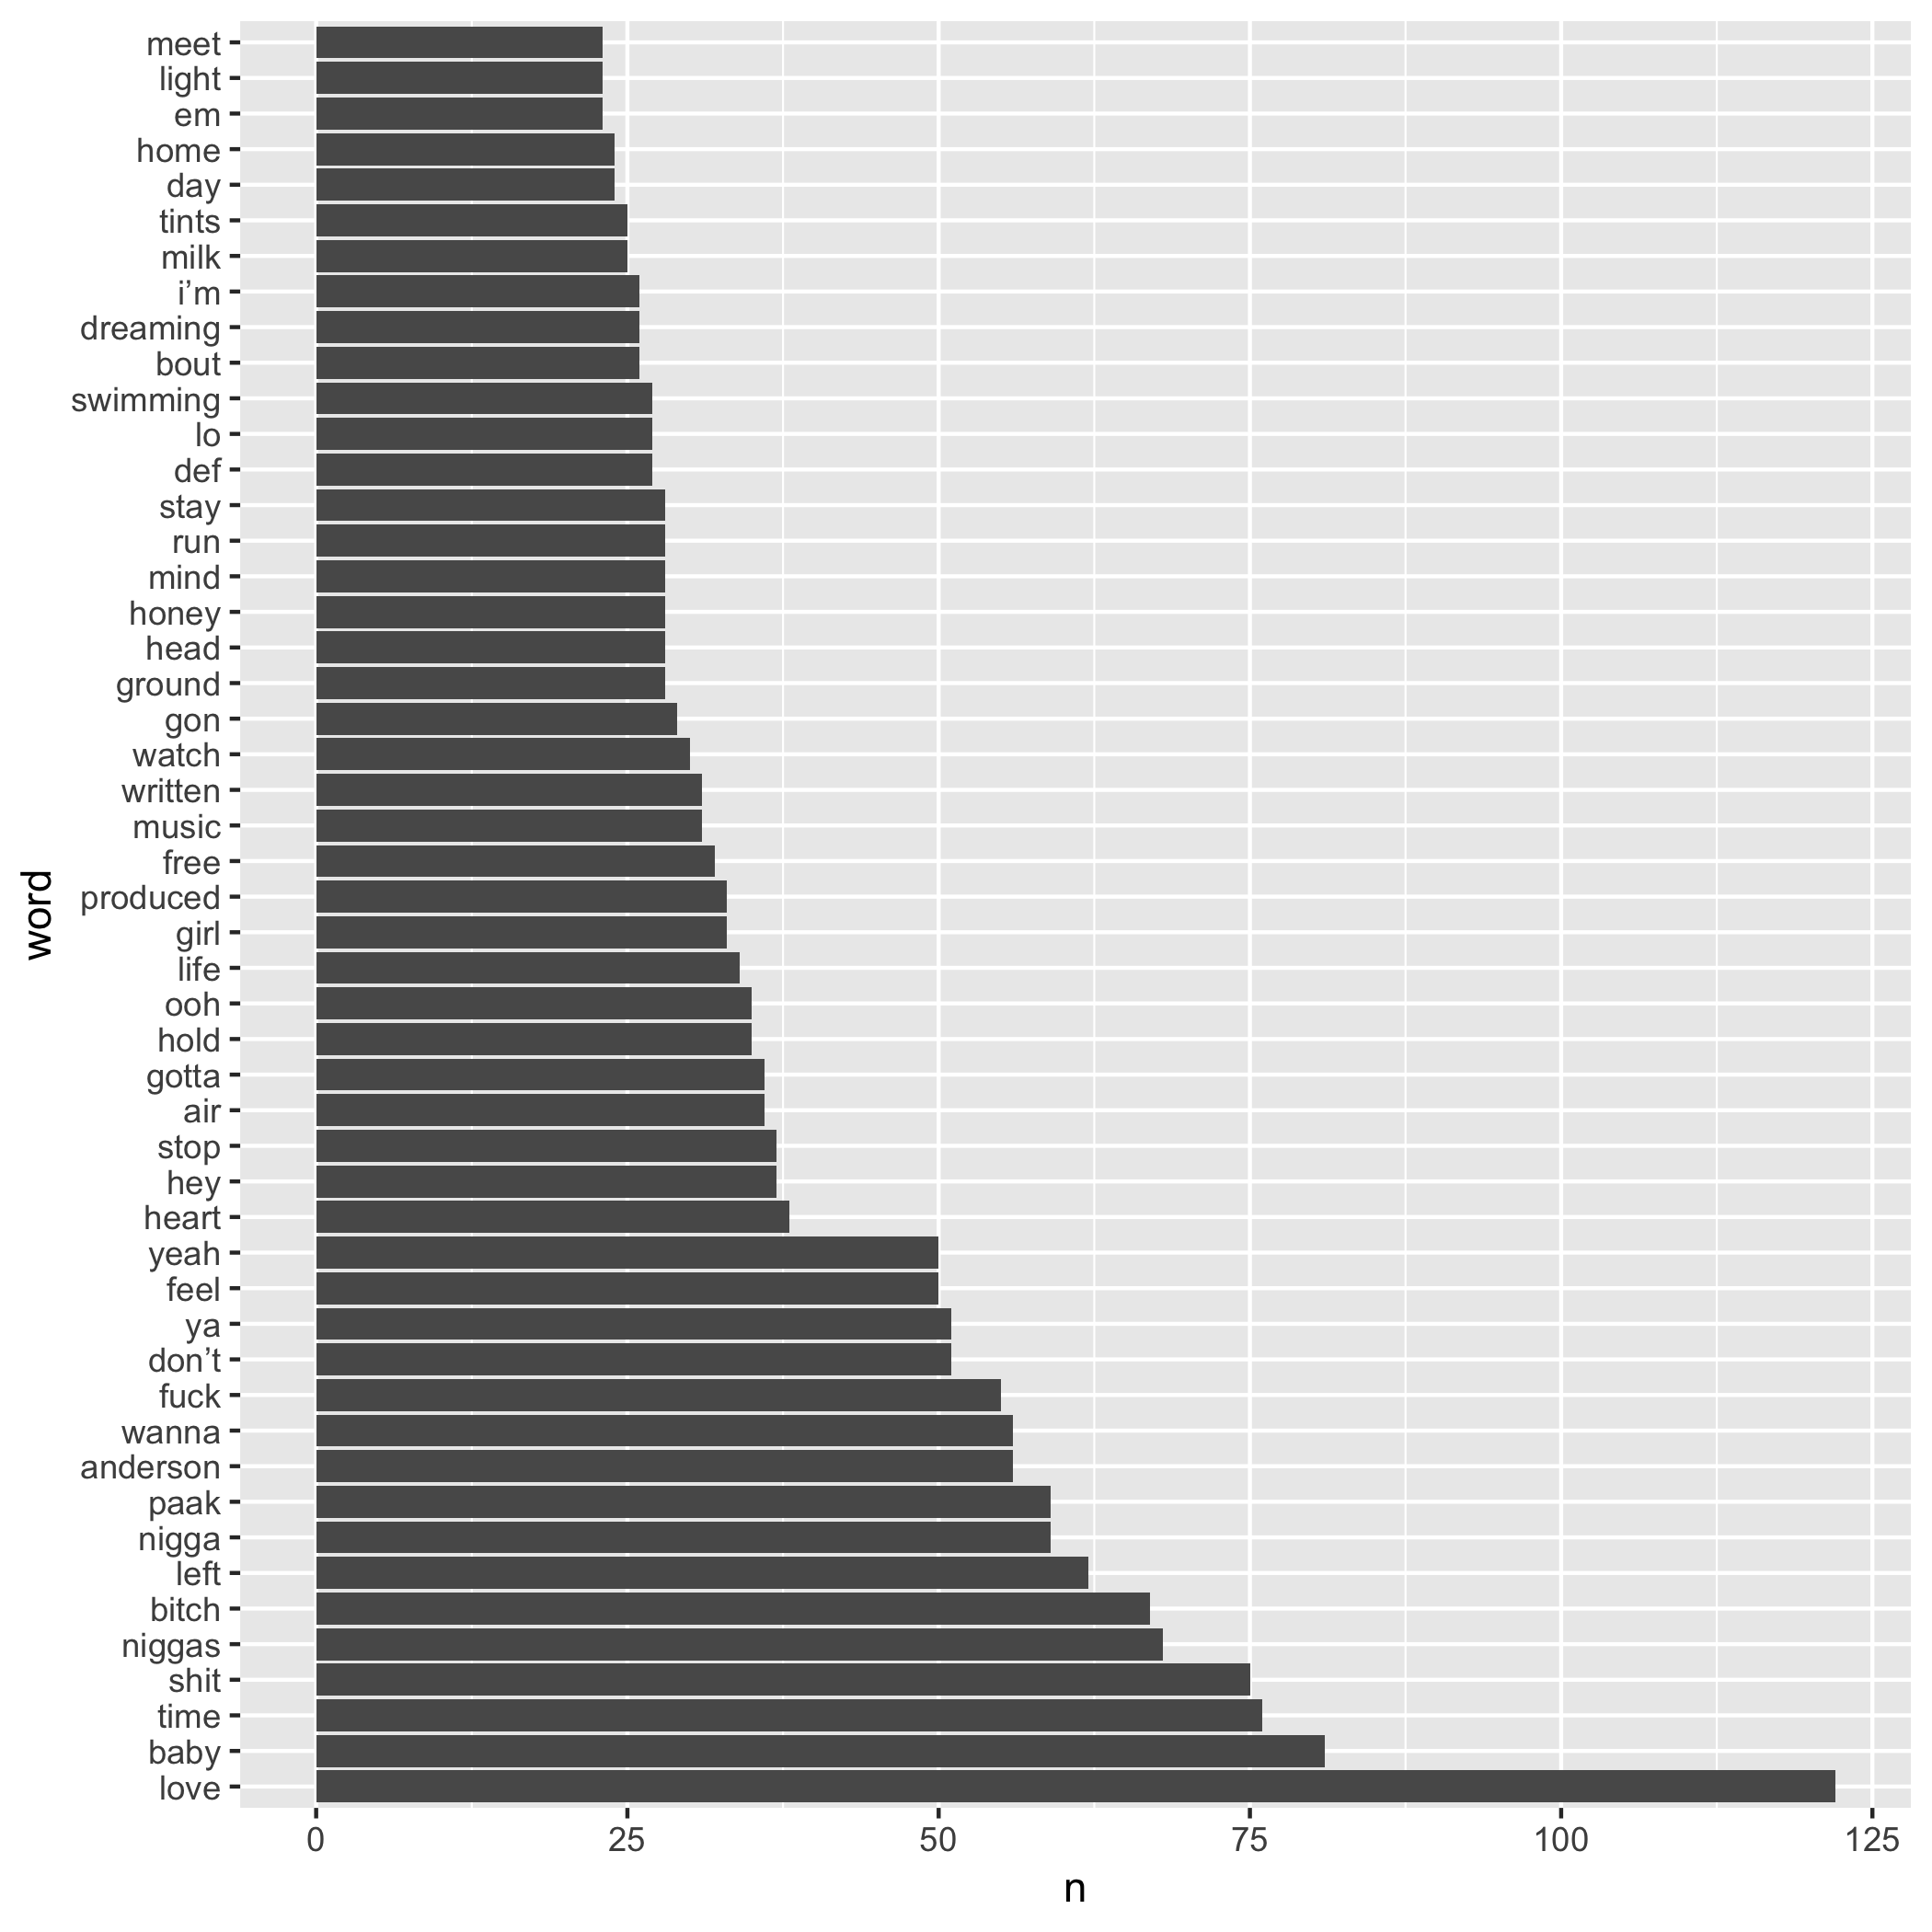 meet
light
em
home
day
tints
milk
i’m
dreaming
bout
swimming
lo
def
stay
run
mind
honey
head
ground
gon
watch
written
music
free
produced
girl
life
ooh
hold
gotta
air
stop
hey
heart
yeah
feel
ya
don’t
fuck
wanna
anderson
paak
nigga
left
bitch
niggas
shit
time
baby
love
word
0 25 50 75 100 125
n